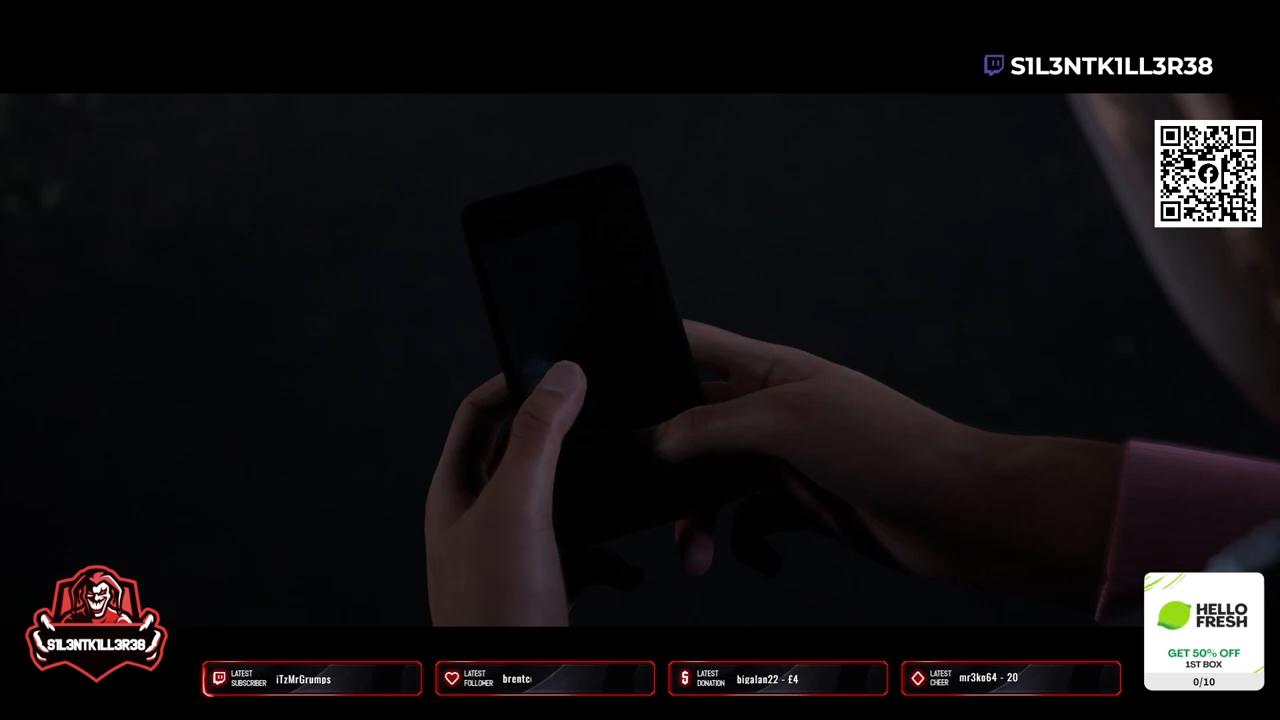 S1L3NTK1LL3R38
HELLO
FRESH
GET 50% OFF
1ST BOX
0/10
S1L3NTK1LL3R38
LATEST
SUBSCRIBER
iTzMrGrumps
LATEST
FOLLOWER
LATEST
DONATION
bigalan22 - £4
LATEST
CHEER
mr3ko64 - 20